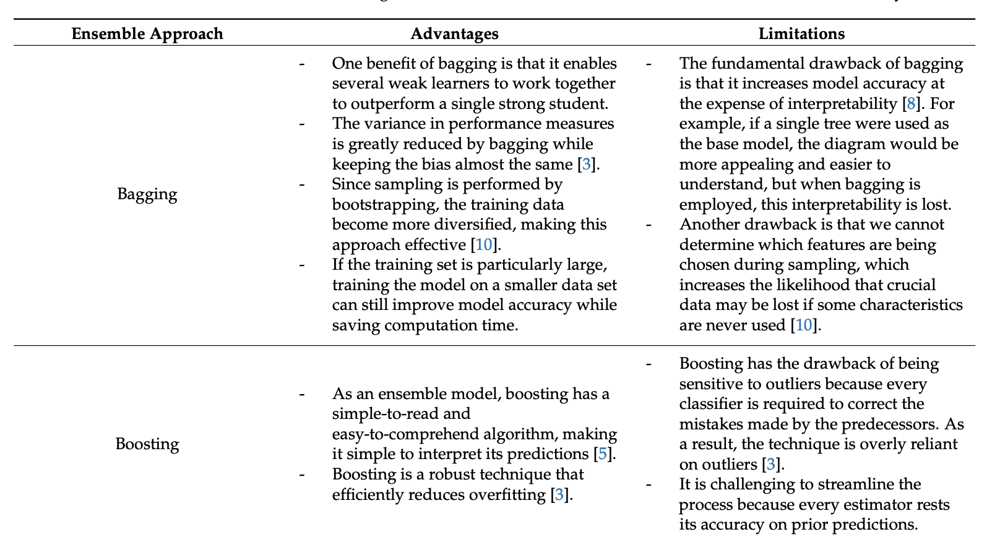 Ensemble Approach Advantages Limitations
Bagging
- One benefit of bagging is that it enables
several weak learners to work together
to outperform a single strong student.
- The variance in performance measures
is greatly reduced by bagging while
keeping the bias almost the same [3].
- Since sampling is performed by
bootstrapping, the training data
become more diversified, making this
approach effective [10].
- If the training set is particularly large,
training the model on a smaller data set
can still improve model accuracy while
saving computation time.
- The fundamental drawback of bagging
is that it increases model accuracy at
the expense of interpretability [8]. For
example, if a single tree were used as
the base model, the diagram would be
more appealing and easier to
understand, but when bagging is
employed, this interpretability is lost.
- Another drawback is that we cannot
determine which features are being
chosen during sampling, which
increases the likelihood that crucial
data may be lost if some characteristics
are never used [10].
Boosting
- As an ensemble model, boosting has a
simple-to-read and
easy-to-comprehend algorithm, making
it simple to interpret its predictions [5].
- Boosting is a robust technique that
efficiently reduces overfitting [3].
- Boosting has the drawback of being
sensitive to outliers because every
classifier is required to correct the
mistakes made by the predecessors. As
a result, the technique is overly reliant
on outliers [3].
- It is challenging to streamline the
process because every estimator rests
its accuracy on prior predictions.